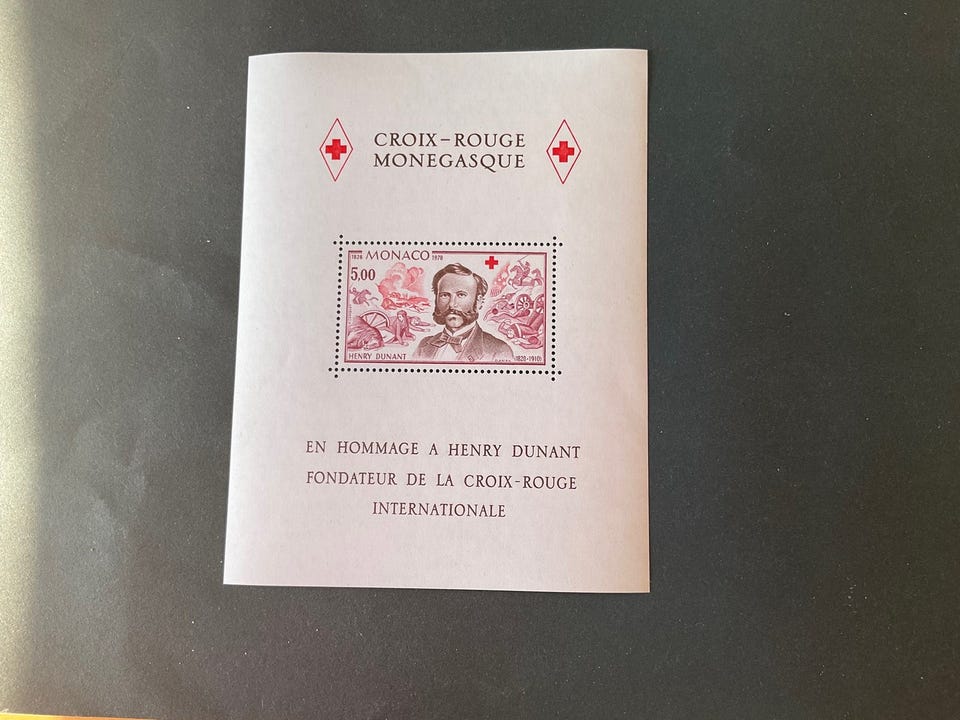 CROIX-ROUGE
MONEGASQUE
1828 MONACO 1978
5,00
HENRY DUNANT
(1828-1910)
EN HOMMAGE A HENRY DUNANT
FONDATEUR DE LA CROIX-ROUGE
INTERNATIONALE